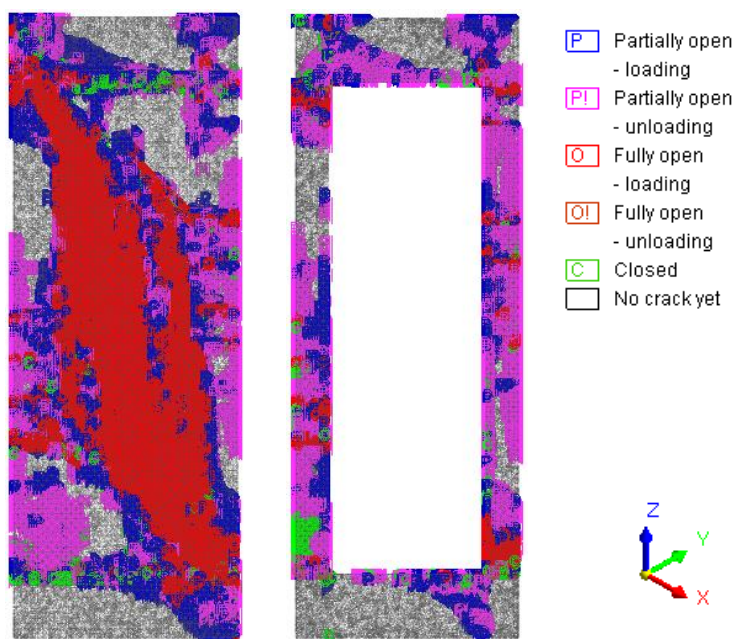 P Partially open
- loading
P! Partially open
- unloading
O Fully open
- loading
O! Fully open
- unloading
C Closed
No crack yet
Z
Y
X